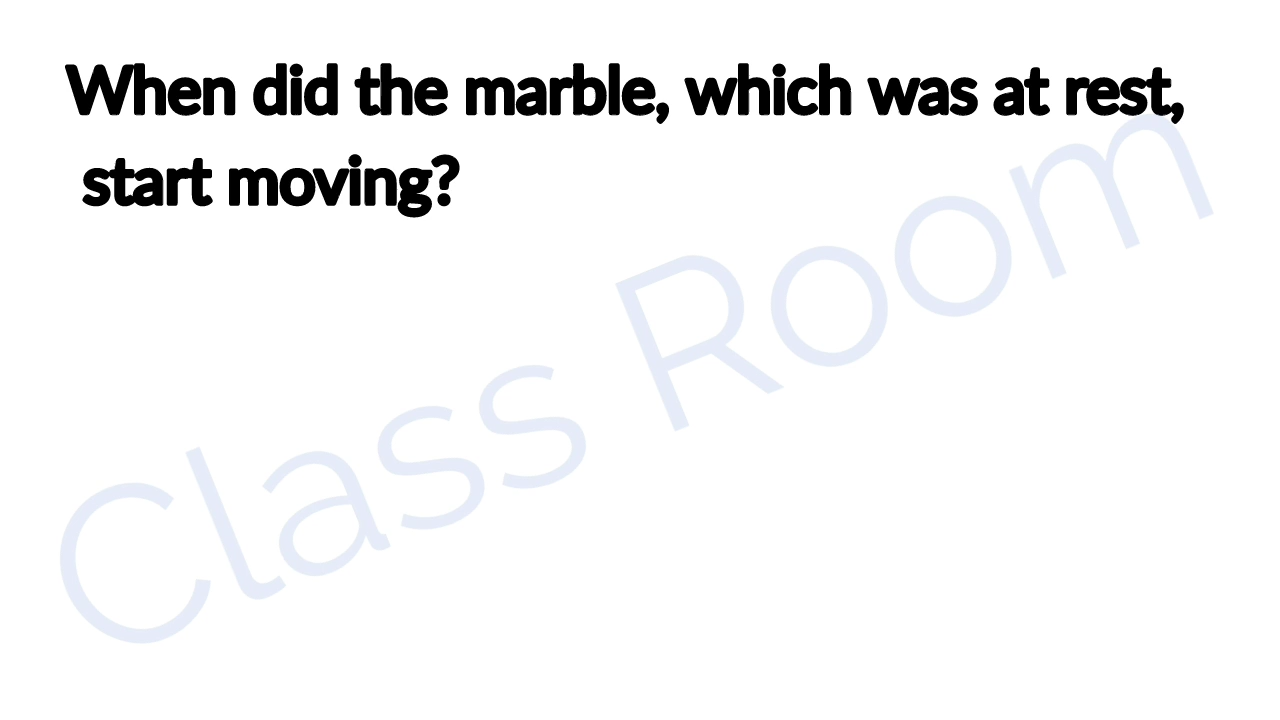 When did the marble, which was at rest,
start moving?
Class Room